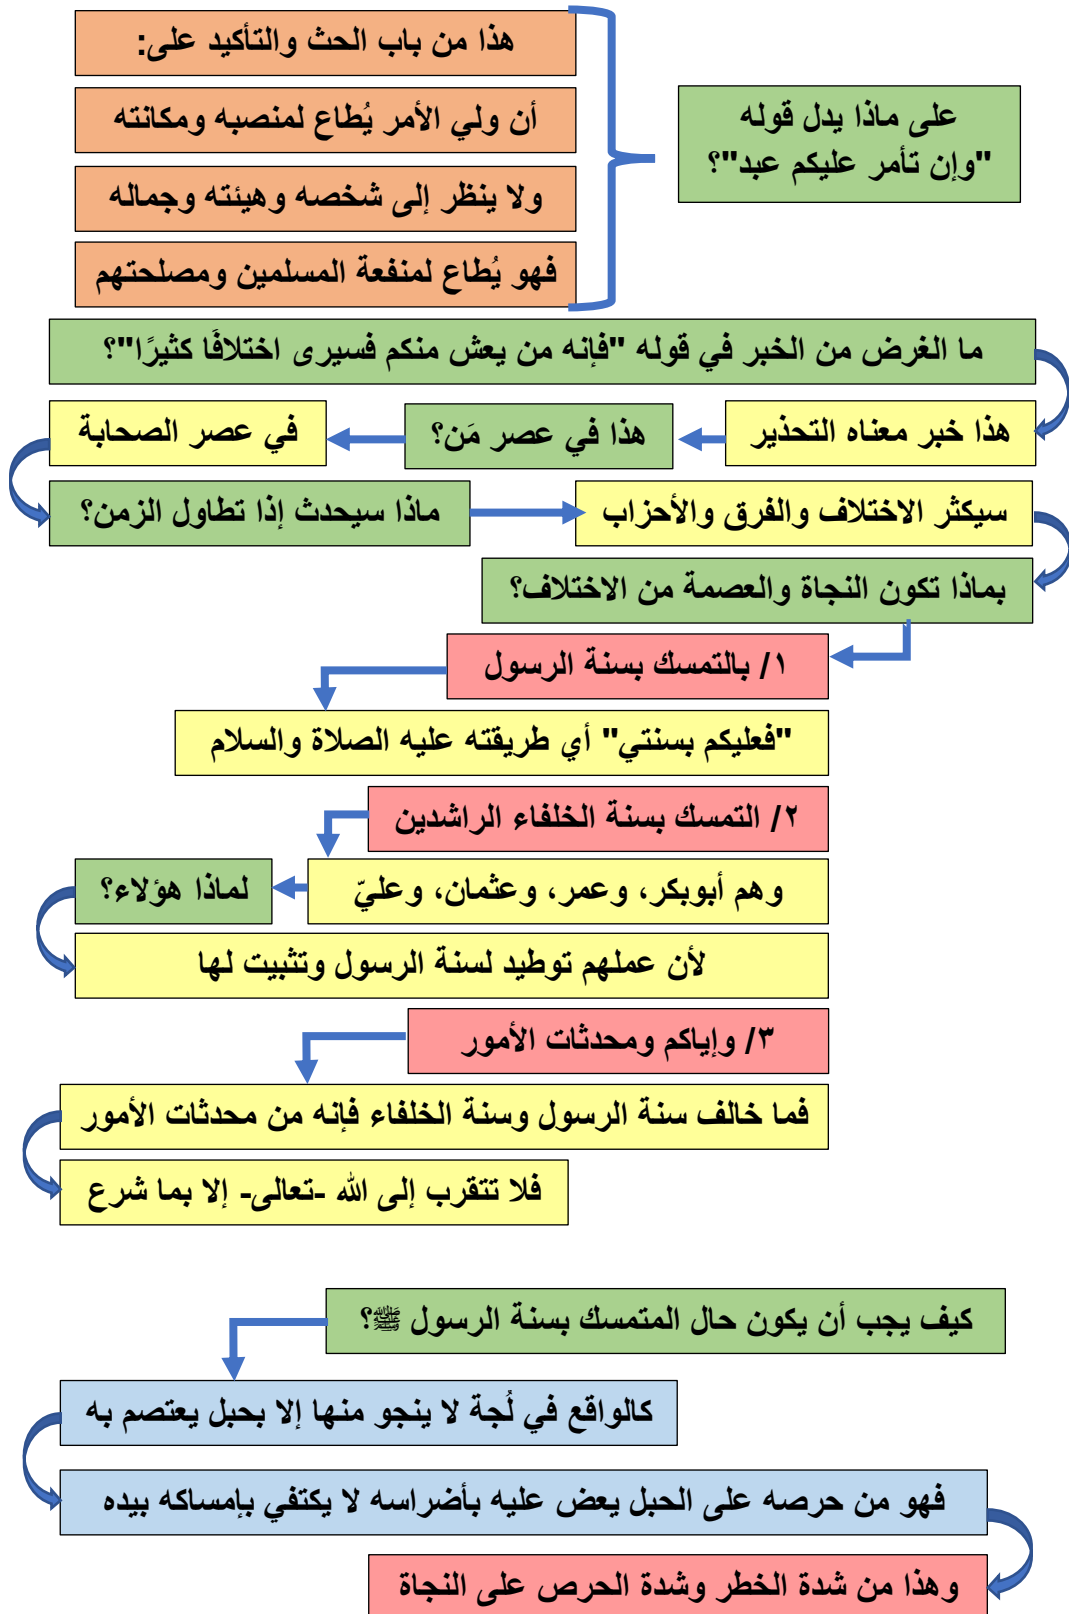 على ماذا يدل قوله
"وإن تأمر عليكم عبد"؟
هذا من باب الحث والتأكيد على:
أن ولي الأمر يُطاع لمنصبه ومكانته
ولا ينظر إلى شخصه وهيئته وجماله
فهو يُطاع لمنفعة المسلمين ومصلحتهم
ما الغرض من الخبر في قوله "فإنه من يعش منكم فسيرى اختلافًا كثيرًا"؟
هذا خبر معناه التحذير
هذا في عصر مَن؟
في عصر الصحابة
ماذا سيحدث إذا تطاول الزمن؟
سيكثر الاختلاف والفرق والأحزاب
بماذا تكون النجاة والعصمة من الاختلاف؟
١/ بالتمسك بسنة الرسول
"فعليكم بسنتي" أي طريقته عليه الصلاة والسلام
٢/ التمسك بسنة الخلفاء الراشدين
وهم أبوبكر، وعمر، وعثمان، وعليّ
لماذا هؤلاء؟
لأن عملهم توطيد لسنة الرسول وتثبيت لها
٣/ وإياكم ومحدثات الأمور
فما خالف سنة الرسول وسنة الخلفاء فإنه من محدثات الأمور
فلا تتقرب إلى الله -تعالى- إلا بما شرع
كيف يجب أن يكون حال المتمسك بسنة الرسول ﷺ؟
كالواقع في لُجة لا ينجو منها إلا بحبل يعتصم به
فهو من حرصه على الحبل يعض عليه بأضراسه لا يكتفي بإمساكه بيده
وهذا من شدة الخطر وشدة الحرص على النجاة